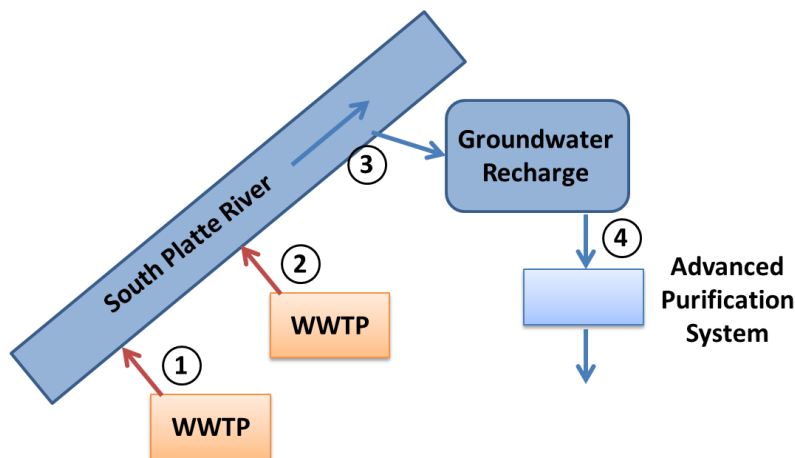 South Platte River
3
Groundwater
Recharge
4
Advanced
Purification
System
2
WWTP
1
WWTP